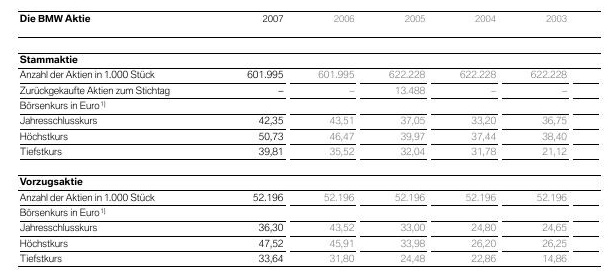 Die BMW Aktie 2007 2006 2005 2004 2003
Stammaktie
Anzahl der Aktien in 1.000 Stück 601.995 601.995 622.228 622.228 622.228
Zurückgekaufte Aktien zum Stichtag – – 13.488 – –
Börsenkurs in Euro 1)
Jahresschlusskurs 42,35 43,51 37,05 33,20 36,75
Höchstkurs 50,73 46,47 39,97 37,44 38,40
Tiefstkurs 39,81 35,52 32,04 31,78 21,12
Vorzugsaktie
Anzahl der Aktien in 1.000 Stück 52.196 52.196 52.196 52.196 52.196
Börsenkurs in Euro 1)
Jahresschlusskurs 36,30 43,52 33,00 24,80 24,65
Höchstkurs 47,52 45,91 33,98 26,20 26,25
Tiefstkurs 33,64 31,80 24,48 22,86 14,86